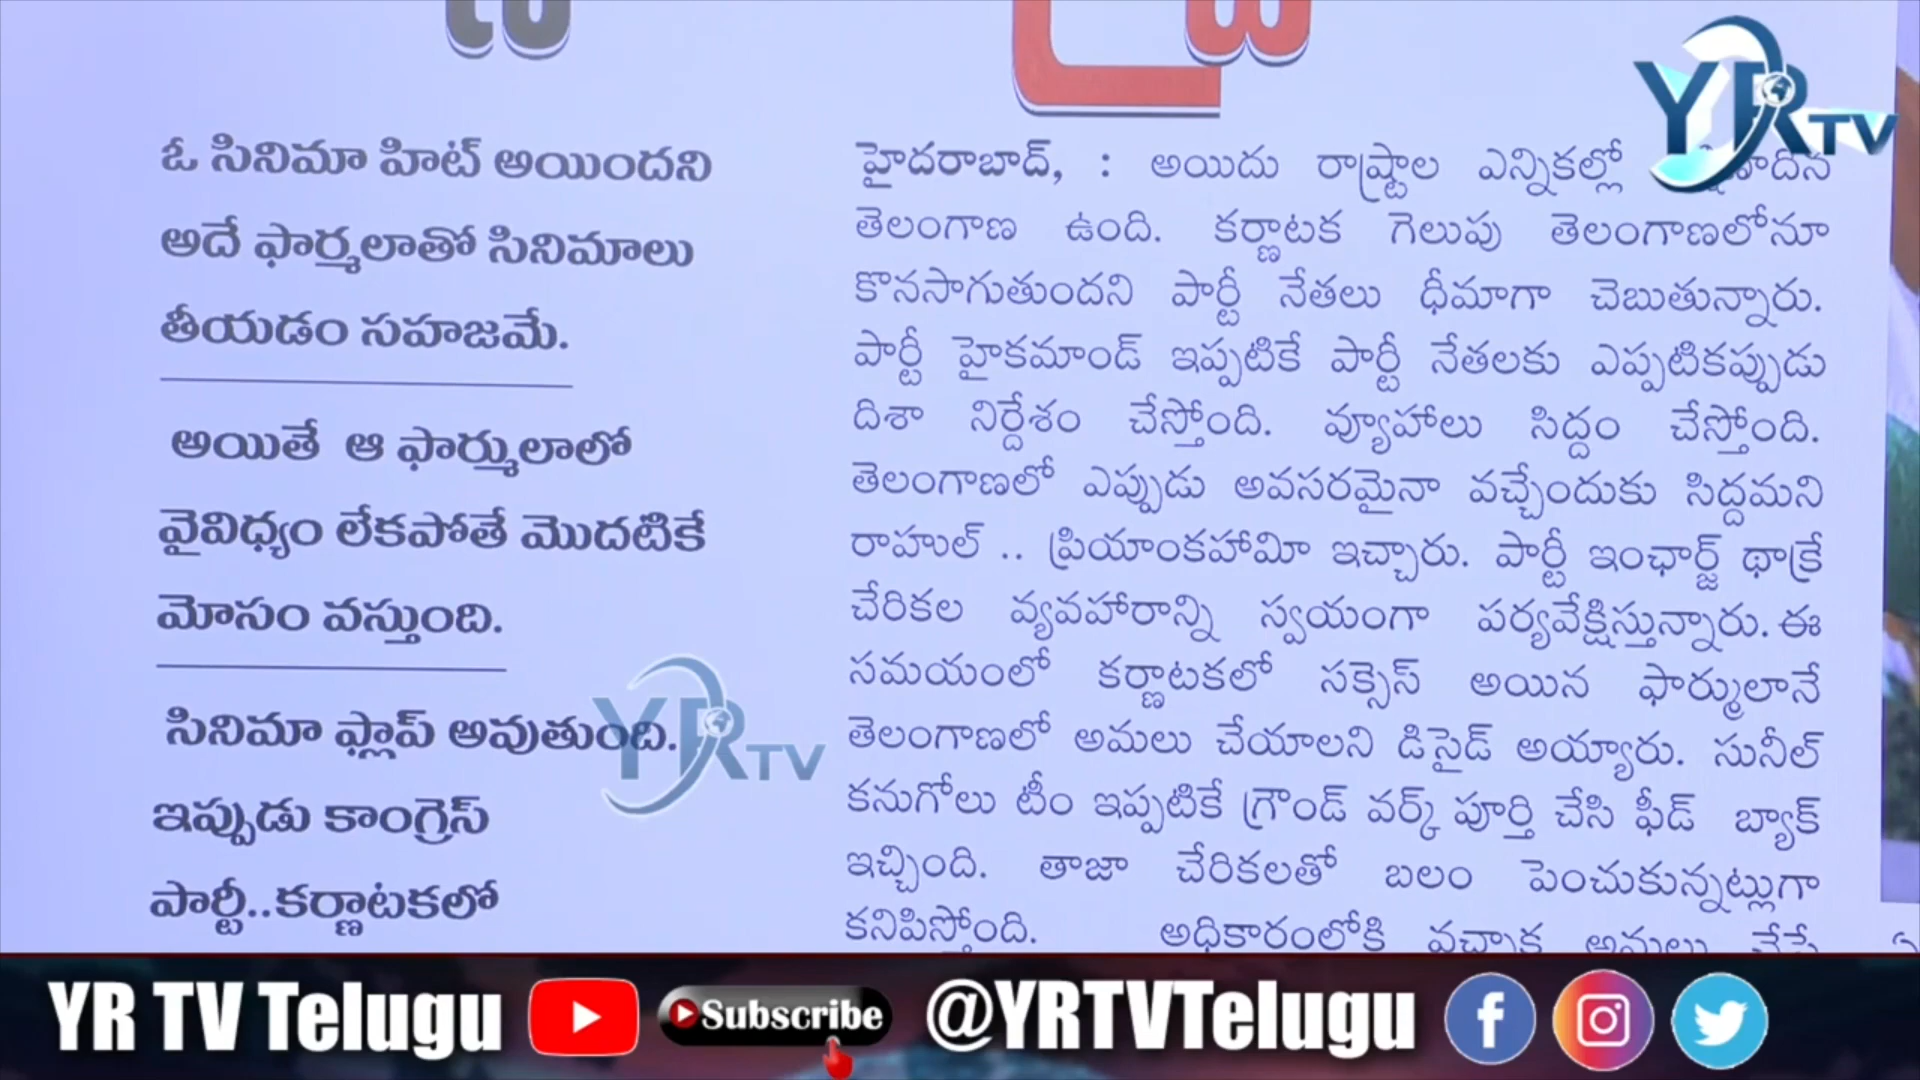 YR TV
ఓ సినిమా హిట్ అయిందని
అదే ఫార్మలాతో సినిమాలు
తీయడం సహజమే.
అయితే ఆ ఫార్ములాలో
వైవిధ్యం లేకపోతే మొదటికే
మోసం వస్తుంది.
సినిమా ఫ్లాప్ అవుతుంది.
ఇప్పుడు కాంగ్రెస్
పార్టీ..కర్ణాటకలో
YR TV
హైదరాబాద్, : అయిదు రాష్ట్రాల ఎన్నికల్లో
తెలంగాణ ఉంది. కర్ణాటక గెలుపు తెలంగాణలోనూ
కొనసాగుతుందని పార్టీ నేతలు ధీమాగా చెబుతున్నారు.
పార్టీ హైకమాండ్ ఇప్పటికే పార్టీ నేతలకు ఎప్పటికప్పుడు
దిశా నిర్దేశం చేస్తోంది. వ్యూహాలు సిద్దం చేస్తోంది.
తెలంగాణలో ఎప్పుడు అవసరమైనా వచ్చేందుకు సిద్దమని
రాహుల్ .. ప్రియాంకహామీ ఇచ్చారు. పార్టీ ఇంఛార్జ్ థాక్రే
చేరికల వ్యవహారాన్ని స్వయంగా పర్యవేక్షిస్తున్నారు. ఈ
సమయంలో కర్ణాటకలో సక్సెస్ అయిన ఫార్ములానే
తెలంగాణలో అమలు చేయాలని డిసైడ్ అయ్యారు. సునీల్
కనుగోలు టీం ఇప్పటికే గ్రౌండ్ వర్క్ పూర్తి చేసి ఫీడ్ బ్యాక్
ఇచ్చింది. తాజా చేరికలతో బలం పెంచుకున్నట్లుగా
కనిపిస్తోంది. అధికారంలోకి వచ్చాక అమలు చేసే
YR TV Telugu Subscribe @YRTVTelugu